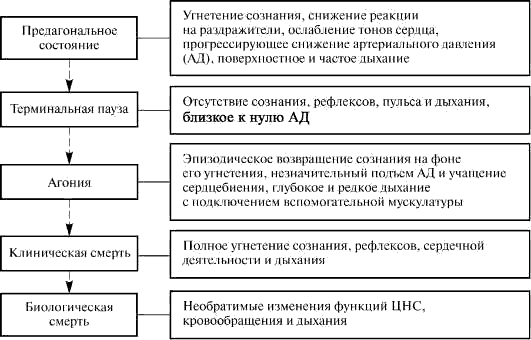 Предагональное
состояние
Угнетение сознания, снижение реакции
на раздражители, ослабление тонов сердца,
прогрессирующее снижение артериального давления
(АД), поверхностное и частое дыхание
Терминальная пауза
Отсутствие сознания, рефлексов, пульса и дыхания,
близкое к нулю АД
Агония
Эпизодическое возвращение сознания на фоне
его угнетения, незначительный подъем АД и учащение
сердцебиения, глубокое и редкое дыхание
с подключением вспомогательной мускулатуры
Клиническая смерть
Полное угнетение сознания, рефлексов, сердечной
деятельности и дыхания
Биологическая
смерть
Необратимые изменения функций ЦНС,
кровообращения и дыхания